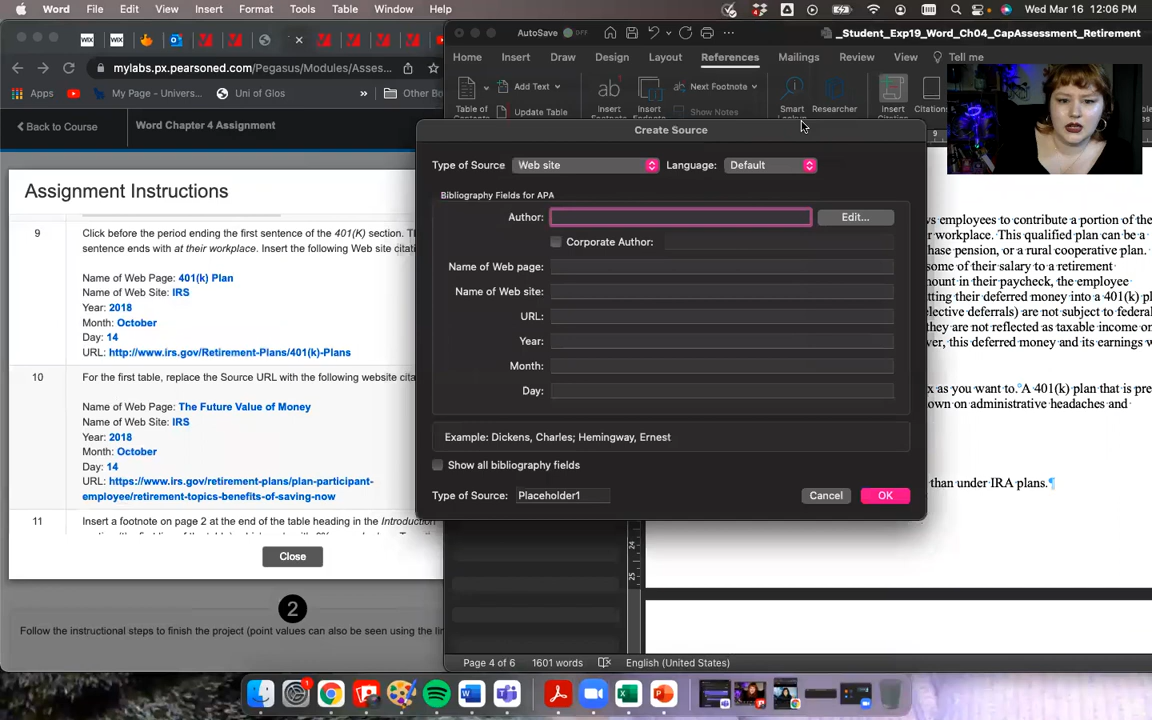 Word File Edit View Insert Format Tools Table Window Help
Wed Mar 16 12:06 PM
AutoSave OFF
_Student_Exp19_Word_Ch04_CapAssessment_Retirement
mylabs.px.pearsoned.com/Pegasus/Modules/Asses...
Home Insert Draw Design Layout References Mailings Review View Tell me
Apps My Page - Univers... Uni of Glos » Other Bo
Table of Add Text Insert Insert Next Footnote Smart Researcher Insert Citations
Update Table Show Notes
Back to Course
Word Chapter 4 Assignment
Create Source
Type of Source Web site Language: Default
Bibliography Fields for APA
Author: Edit...
Corporate Author:
Name of Web page:
Name of Web site:
URL:
Year:
Month:
Day:
Example: Dickens, Charles; Hemingway, Ernest
Show all bibliography fields
Type of Source: Placeholder1 Cancel OK
Assignment Instructions
9 Click before the period ending the first sentence of the 401(K) section. T
sentence ends with at their workplace. Insert the following Web site citati
Name of Web Page: 401(k) Plan
Name of Web Site: IRS
Year: 2018
Month: October
Day: 14
URL: http://www.irs.gov/Retirement-Plans/401(k)-Plans
10 For the first table, replace the Source URL with the following website cita
Name of Web Page: The Future Value of Money
Name of Web Site: IRS
Year: 2018
Month: October
Day: 14
URL: https://www.irs.gov/retirement-plans/plan-participant-
employee/retirement-topics-benefits-of-saving-now
11 Insert a footnote on page 2 at the end of the table heading in the Introduction
Close
2
Follow the instructional steps to finish the project (point values can also be seen using the lin
9
ws employees to contribute a portion of the
workplace. This qualified plan can be a
hase pension, or a rural cooperative plan.
some of their salary to a retirement
mount in their paycheck, the employee
tting their deferred money into a 401(k) pl
elective deferrals) are not subject to federa
they are not reflected as taxable income on
ver, this deferred money and its earnings w
x as you want to. A 401(k) plan that is pre
own on administrative headaches and
than under IRA plans.¶
24
25
Page 4 of 6 1601 words English (United States)